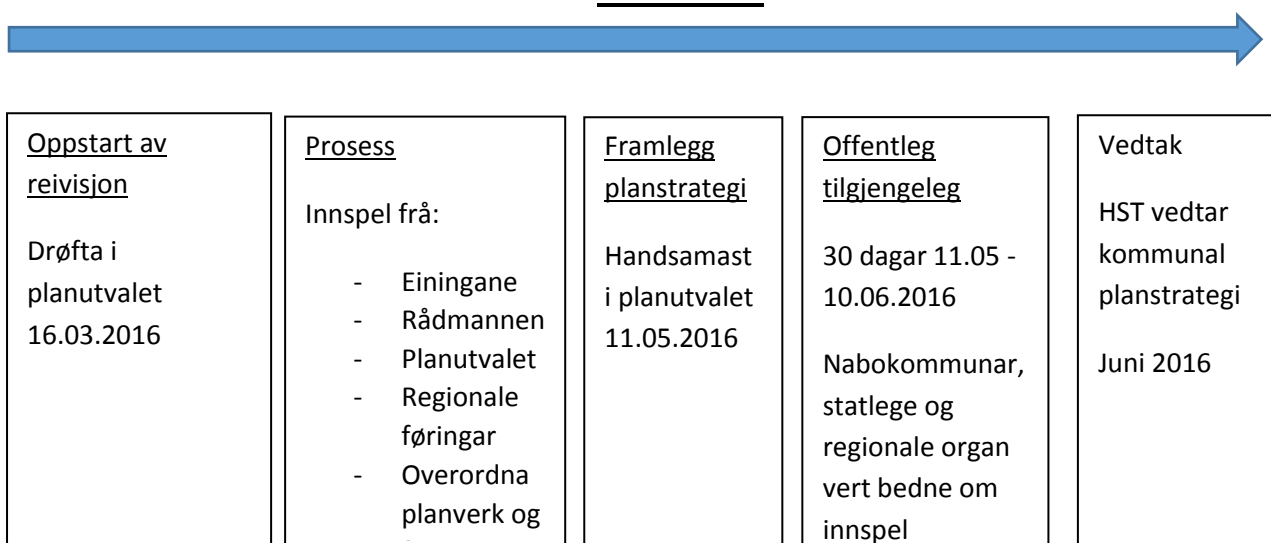 Oppstart av
reivisjon
Drøfta i
planutvalet
16.03.2016
Prosess
Innspel frå:
- Einingane
- Rådmannen
- Planutvalet
- Regionale
føringar
- Overordna
planverk og
Framlegg
planstrategi
Handsamast
i planutvalet
11.05.2016
Offentleg
tilgjengeleg
30 dagar 11.05 -
10.06.2016
Nabokommunar,
statlege og
regionale organ
vert bedne om
innspel
Vedtak
HST vedtar
kommunal
planstrategi
Juni 2016